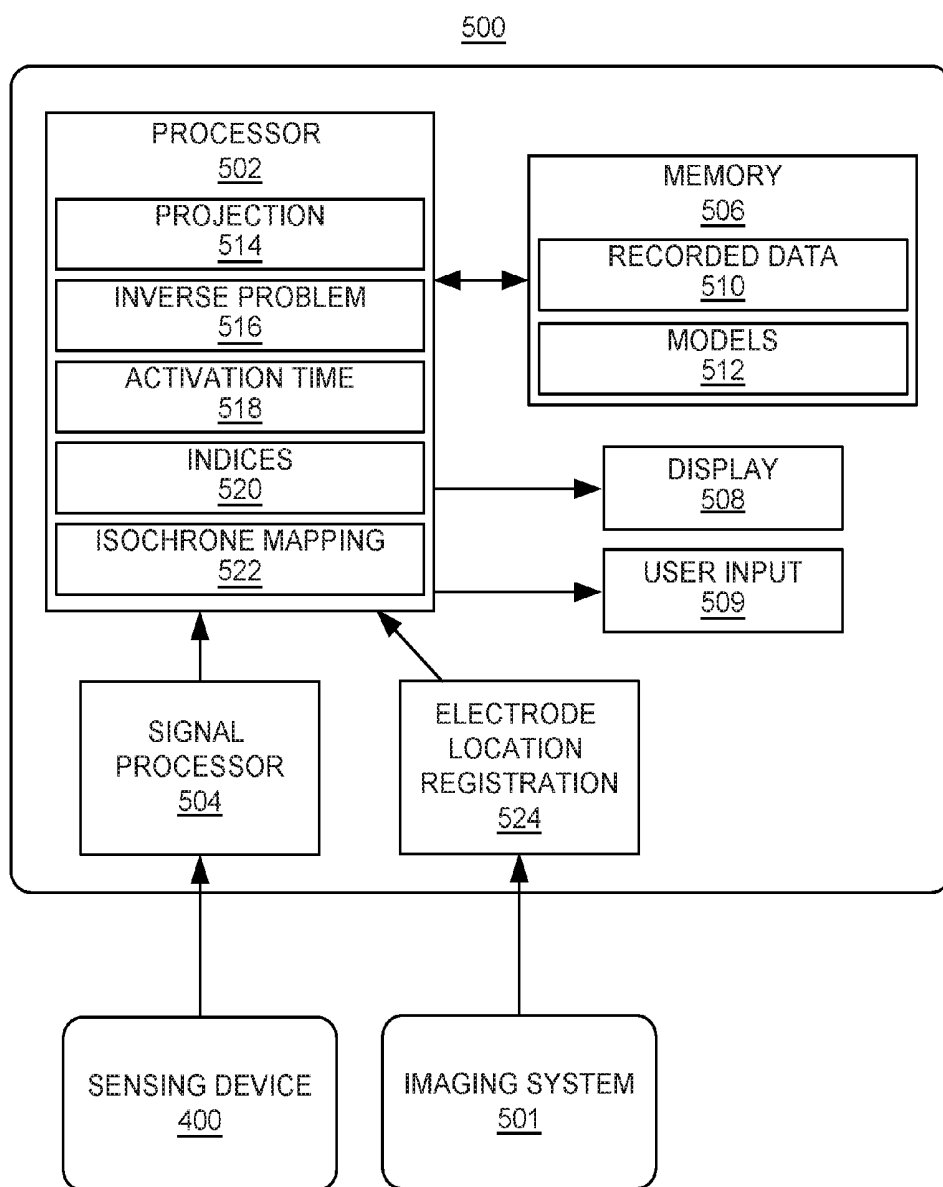 500
PROCESSOR
502
PROJECTION
514
INVERSE PROBLEM
516
ACTIVATION TIME
518
INDICES
520
ISOCHRONE MAPPING
522
MEMORY
506
RECORDED DATA
510
MODELS
512
DISPLAY
508
USER INPUT
509
SIGNAL
PROCESSOR
504
ELECTRODE
LOCATION
REGISTRATION
524
SENSING DEVICE
400
IMAGING SYSTEM
501